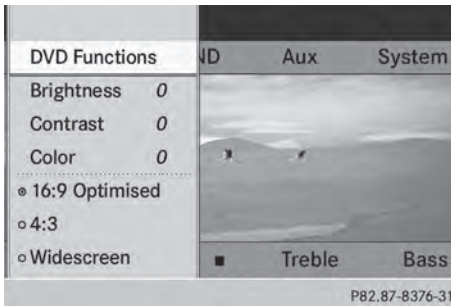 DVD Functions ND Aux System
Brightness 0
Contrast 0
Color 0
16:9 Optimised
4:3
Widescreen
Treble Bass
P82.87-8376-31